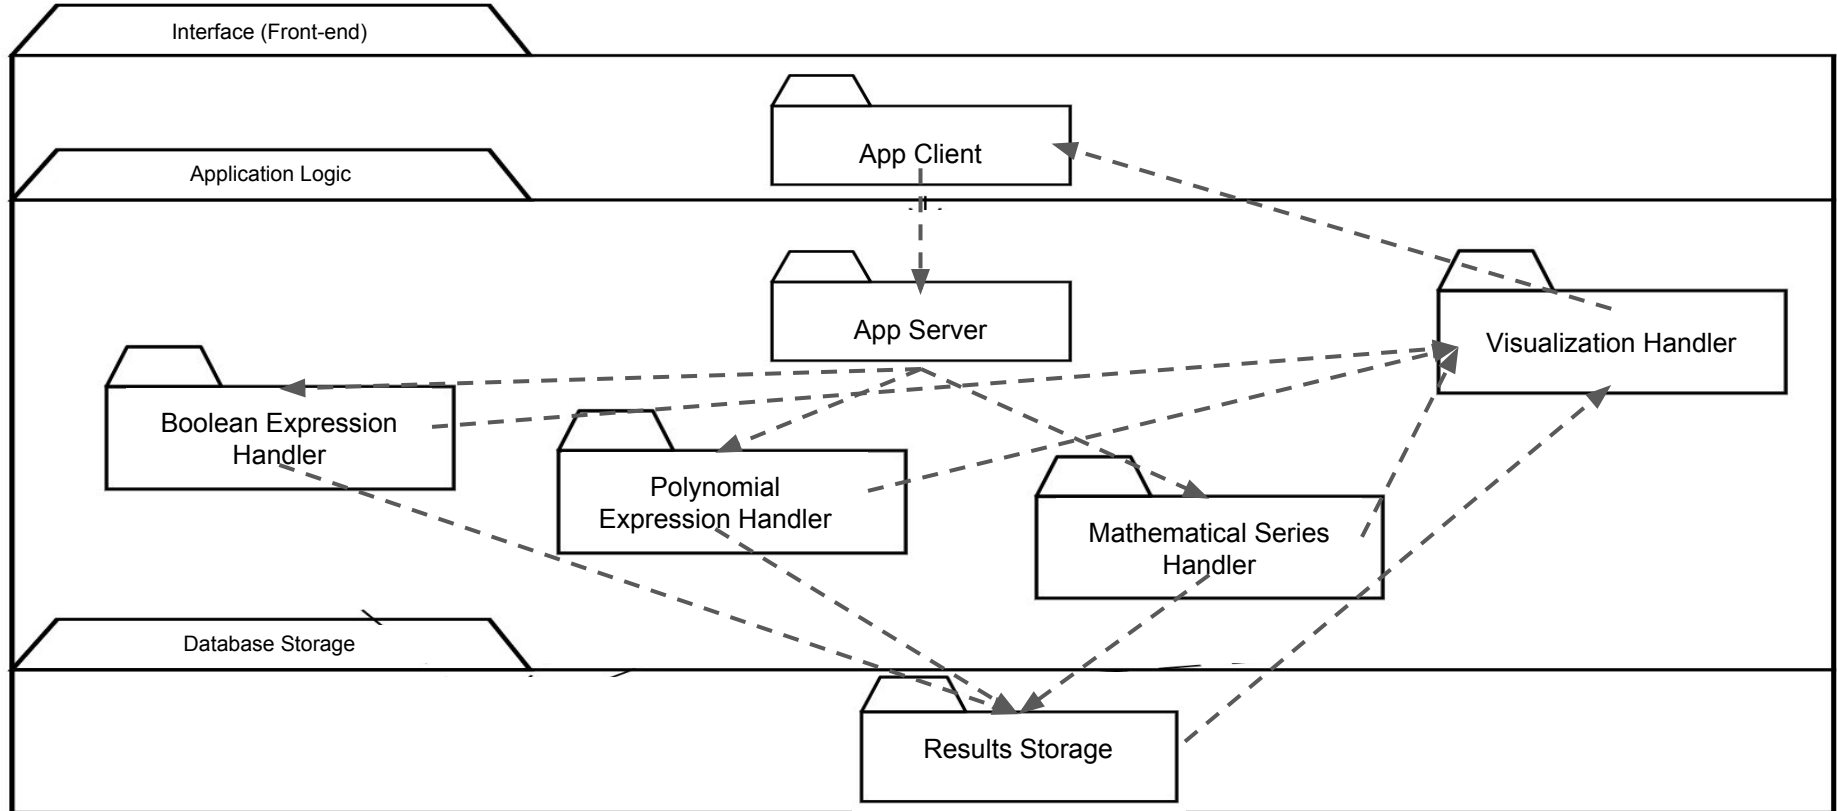 Interface (Front-end)
App Client
Application Logic
App Server
Visualization Handler
Boolean Expression
Handler
Polynomial
Expression Handler
Mathematical Series
Handler
Database Storage
Results Storage